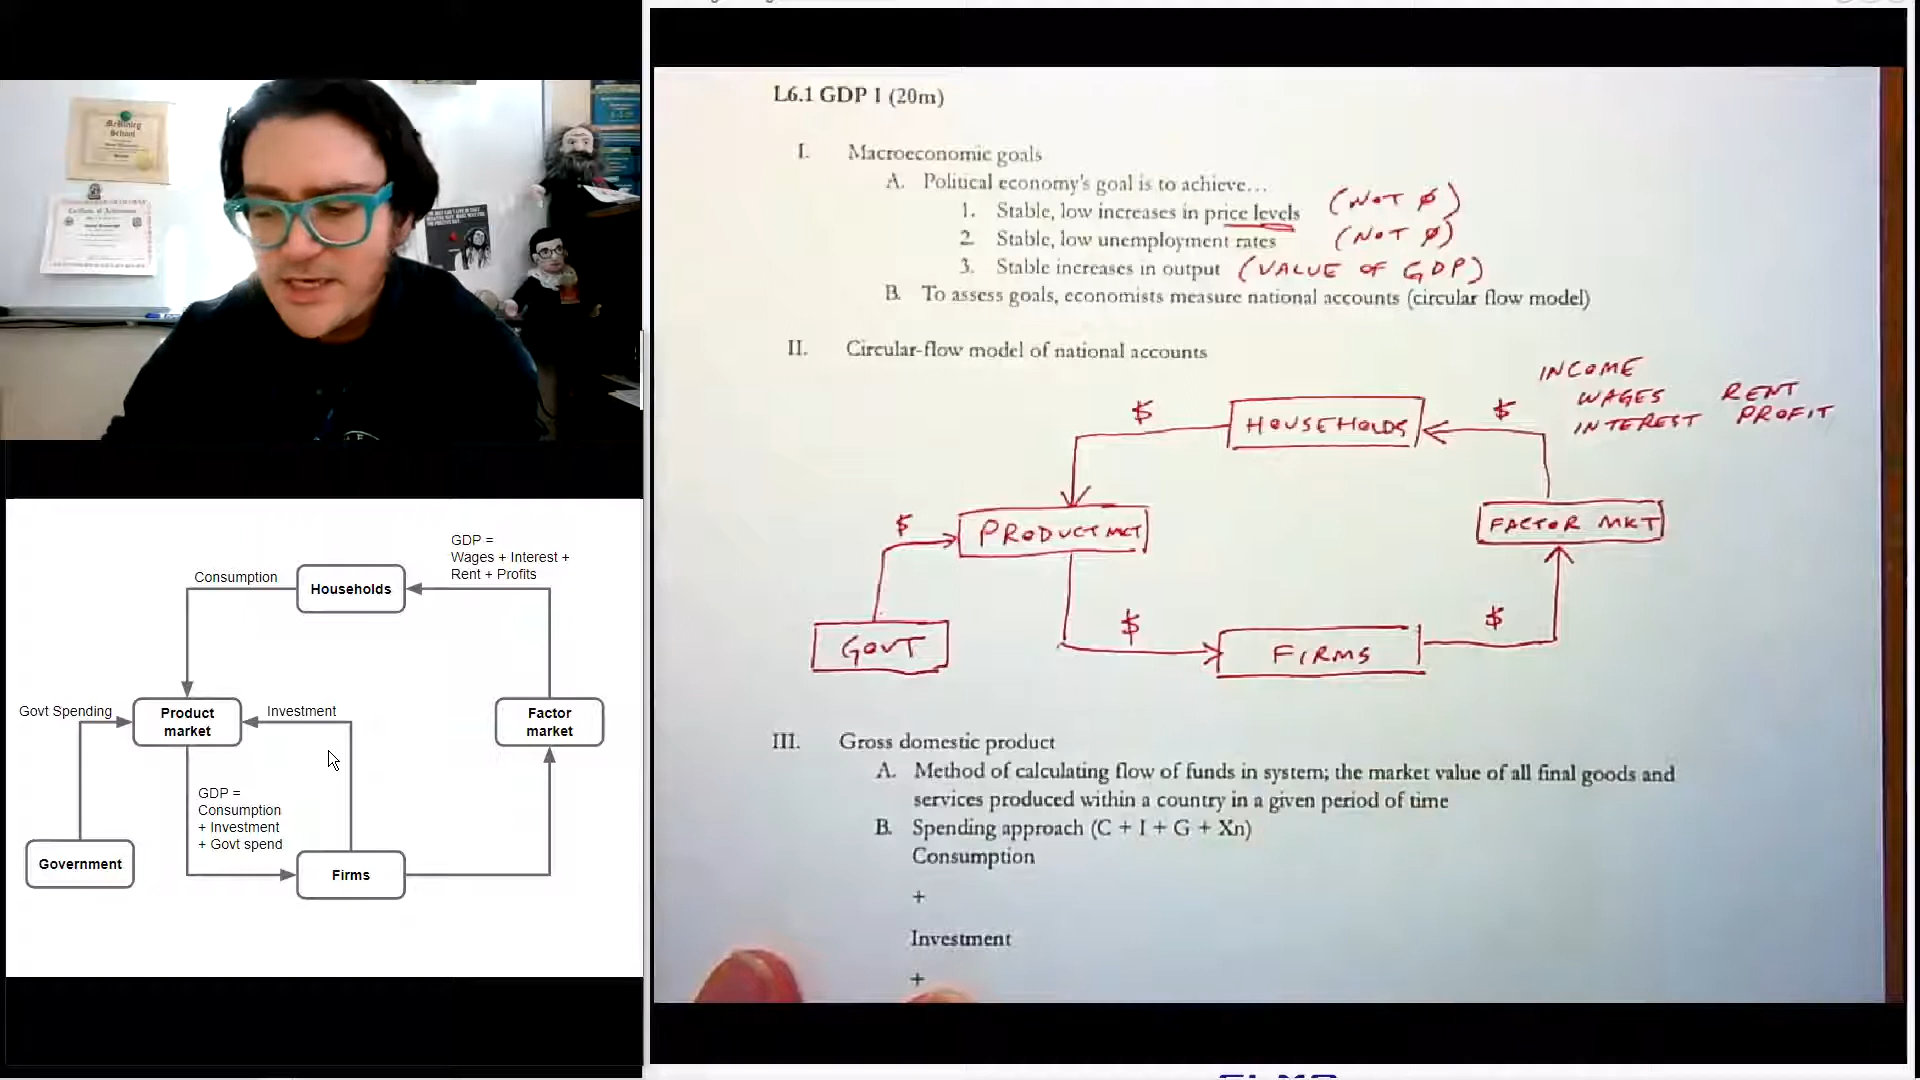 McKinley
School
Certificate of Achievement
GDP =
Wages + Interest +
Rent + Profits
Consumption
Households
Govt Spending
Product
market
Investment
Factor
market
GDP =
Consumption
+ Investment
+ Govt spend
Government
Firms
L6.1 GDP I (20m)
I. Macroeconomic goals
A. Political economy's goal is to achieve...
1. Stable, low increases in price levels (NOT Ø)
2. Stable, low unemployment rates (NOT Ø)
3. Stable increases in output (VALUE OF GDP)
B. To assess goals, economists measure national accounts (circular flow model)
II. Circular-flow model of national accounts
INCOME
WAGES RENT
INTEREST PROFIT
$ HOUSEHOLDS $
$ PRODUCT MKT FACTOR MKT
GOVT $ FIRMS $
III. Gross domestic product
A. Method of calculating flow of funds in system; the market value of all final goods and
services produced within a country in a given period of time
B. Spending approach (C + I + G + Xn)
Consumption
+
Investment
+